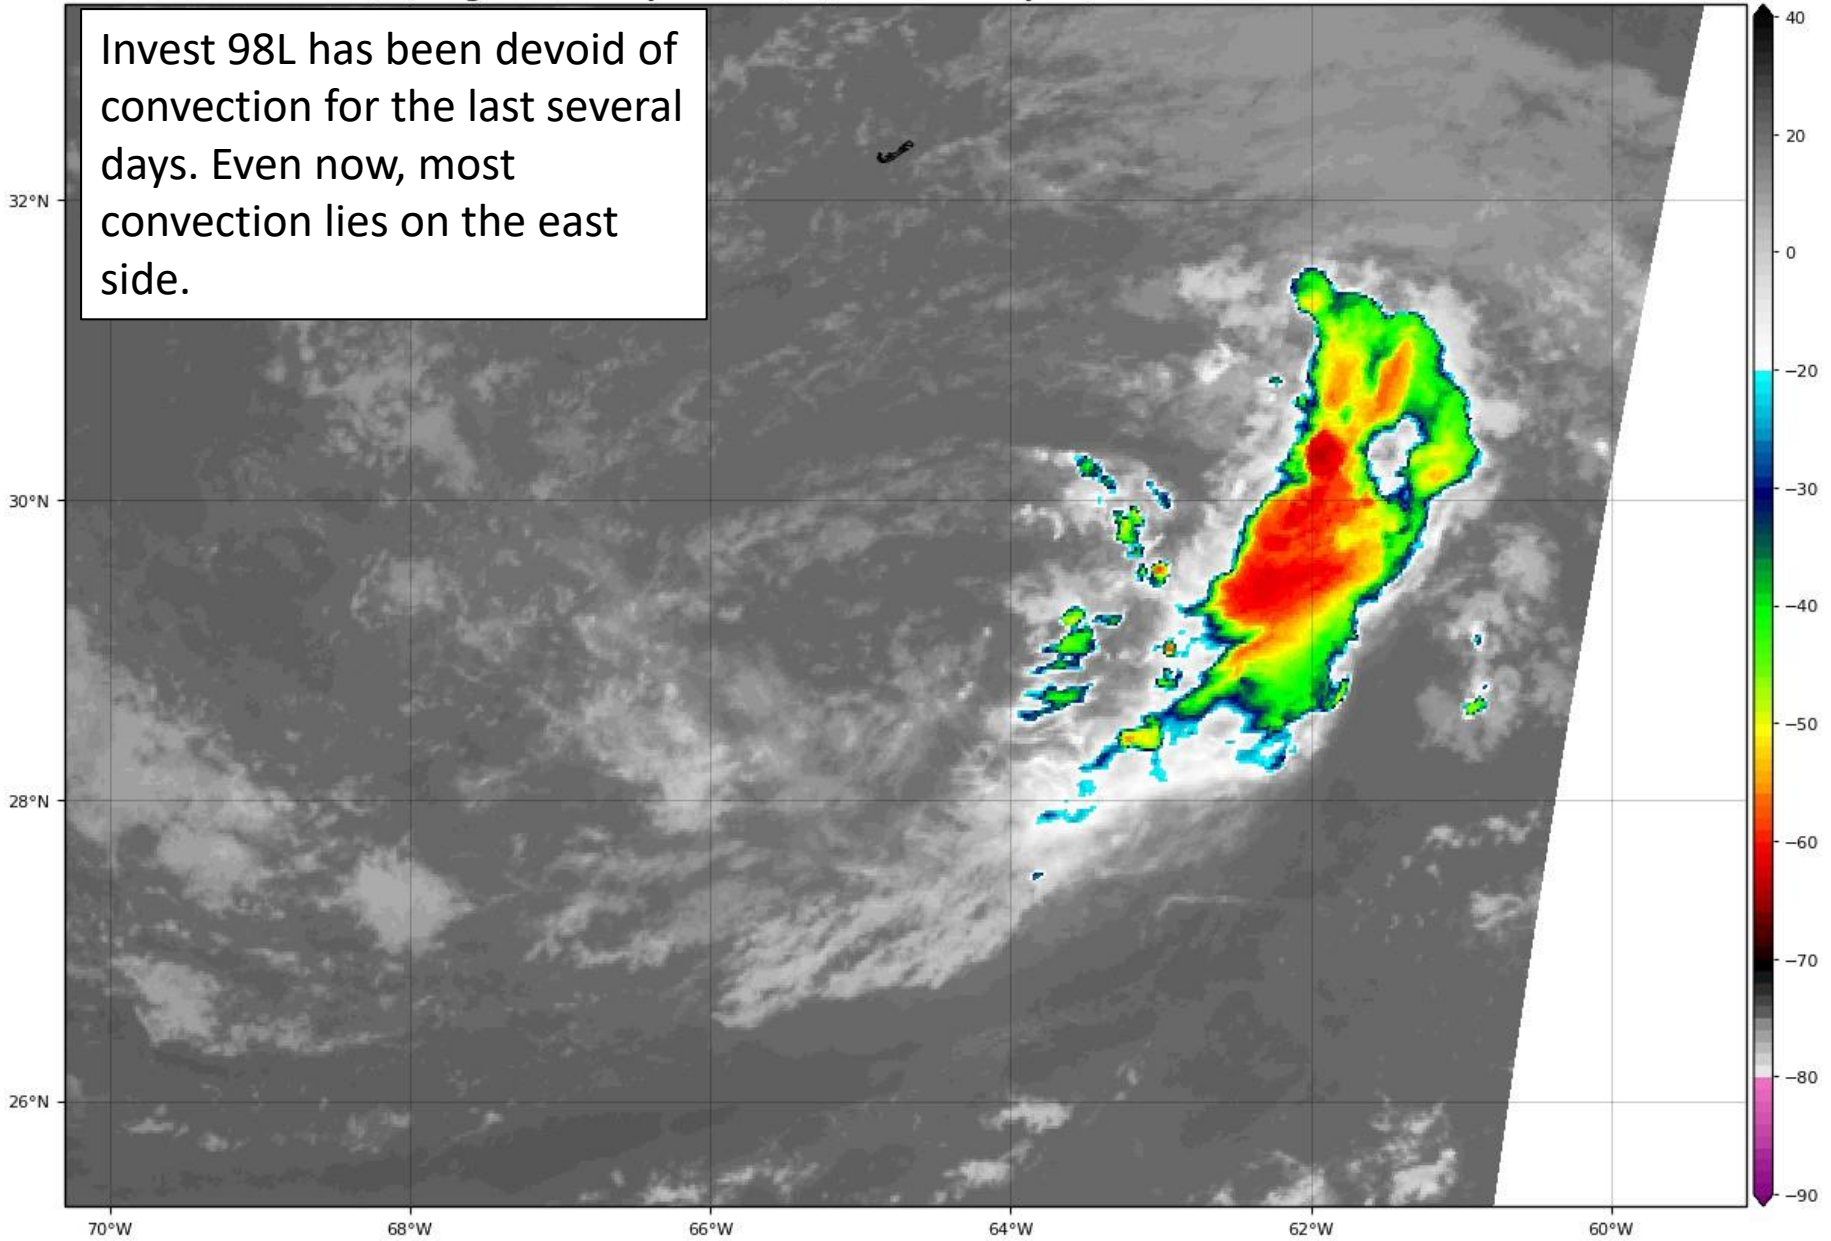 Invest 98L has been devoid of
convection for the last several
days. Even now, most
convection lies on the east
side.
40
20
0
−20
−30
−40
−50
−60
−70
−80
−90
32°N
30°N
28°N
26°N
70°W
68°W
66°W
64°W
62°W
60°W